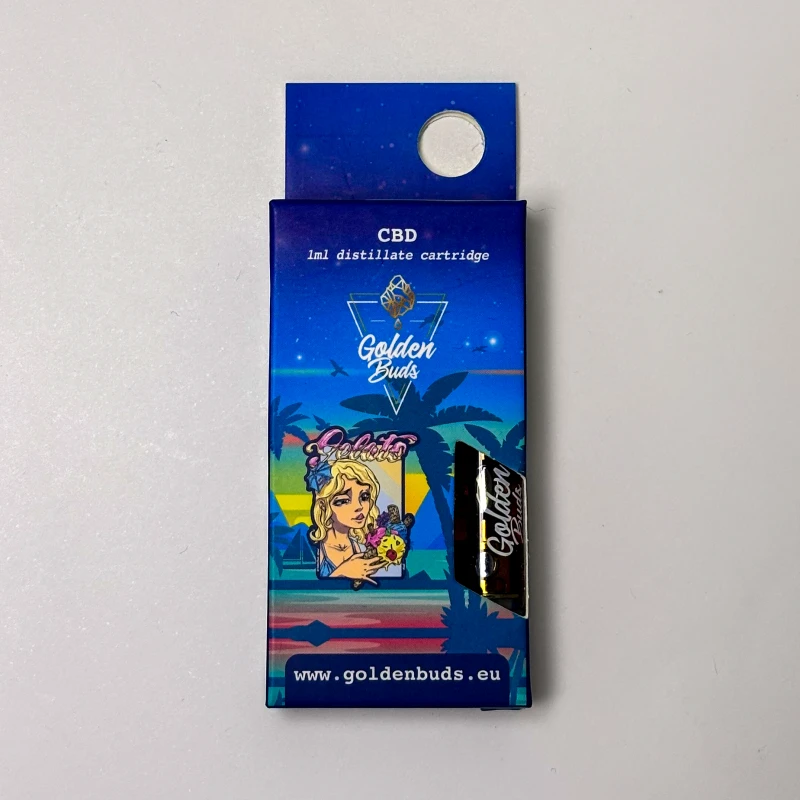 CBD
1ml distillate cartridge
Golden
Buds
Gelato
Golden
Buds
www.goldenbuds.eu